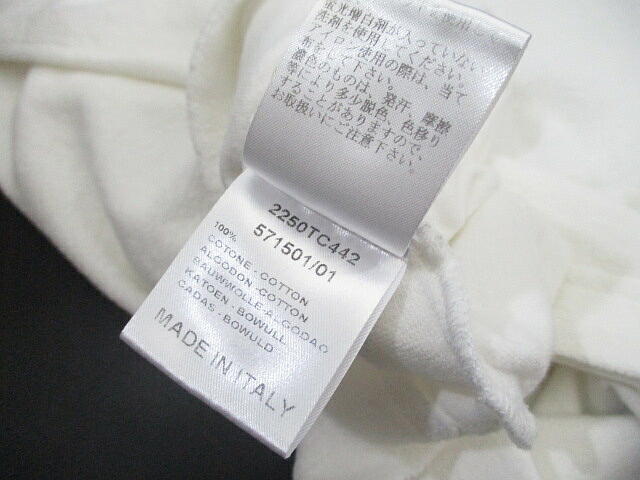 蛍光増白剤が入っていない
洗剤を使用してください。
アイロン使用の際は、当て
布をして下さい。
濃色のものは、発汗、摩擦
等により多少脱色、色移り
することがありますので、
お取扱いにご注意下さい。
2250TC442
571501/01
100%
COTONE-COTTON
ALGODON-COTTON
BAUMWOLLE-ALGODAO
KATOEN-BOWULL
CADAS-BOWULD
MADE IN ITALY